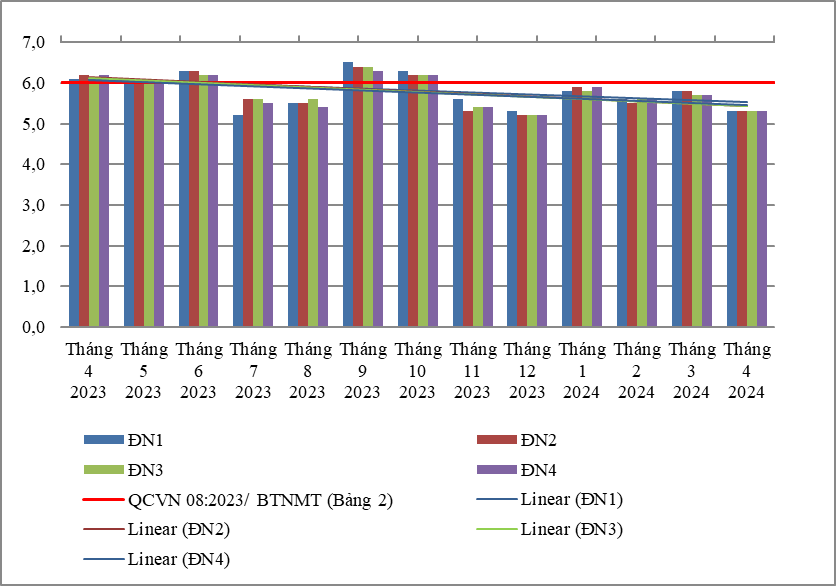 7,0
6,0
5,0
4,0
3,0
2,0
1,0
0,0
Tháng Tháng Tháng Tháng Tháng Tháng Tháng Tháng Tháng Tháng Tháng Tháng Tháng
4 5 6 7 8 9 10 11 12 1 2 3 4
2023 2023 2023 2023 2023 2023 2023 2023 2023 2024 2024 2024 2024
ĐN1 ĐN2
ĐN3 ĐN4
QCVN 08:2023/ BTNMT (Bảng 2) Linear (ĐN1)
Linear (ĐN2) Linear (ĐN3)
Linear (ĐN4)